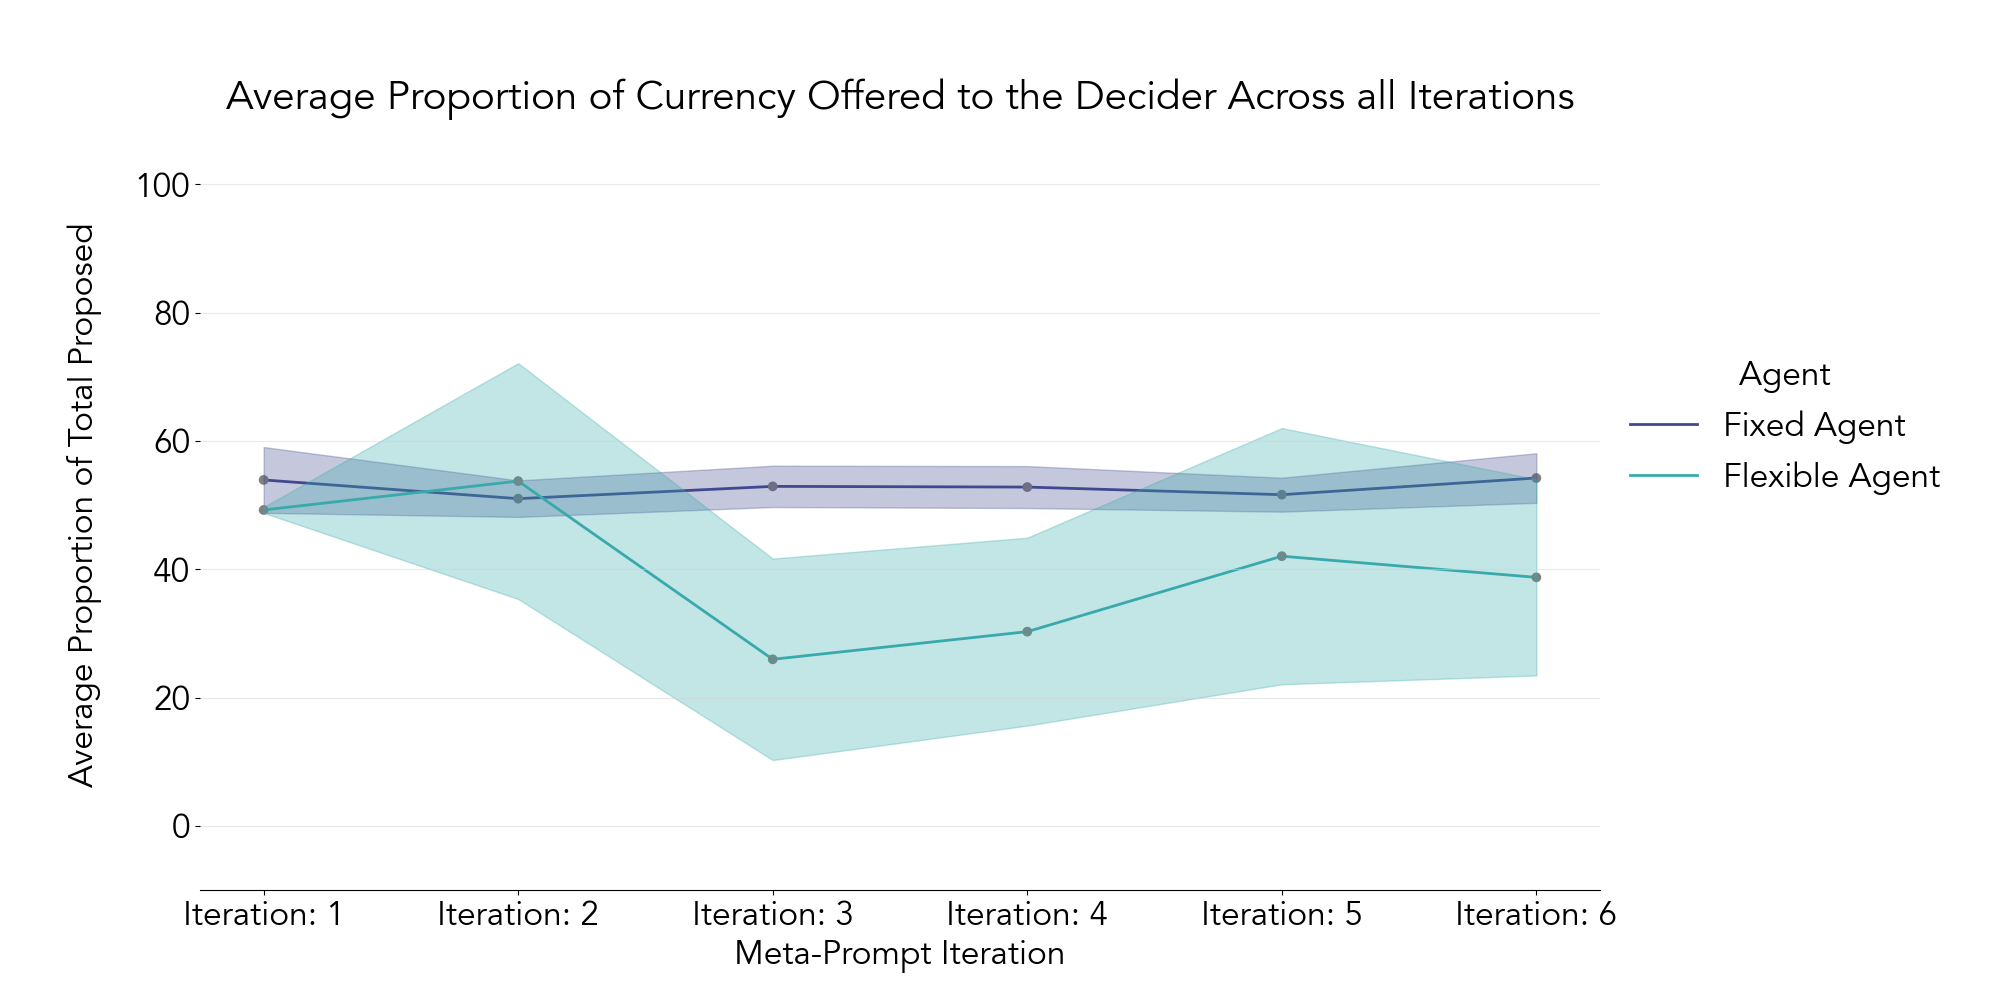 Average Proportion of Currency Offered to the Decider Across all Iterations
Average Proportion of Total Proposed
100
80
60
40
20
0
Iteration: 1
Iteration: 2
Iteration: 3
Iteration: 4
Iteration: 5
Iteration: 6
Meta-Prompt Iteration
Agent
Fixed Agent
Flexible Agent